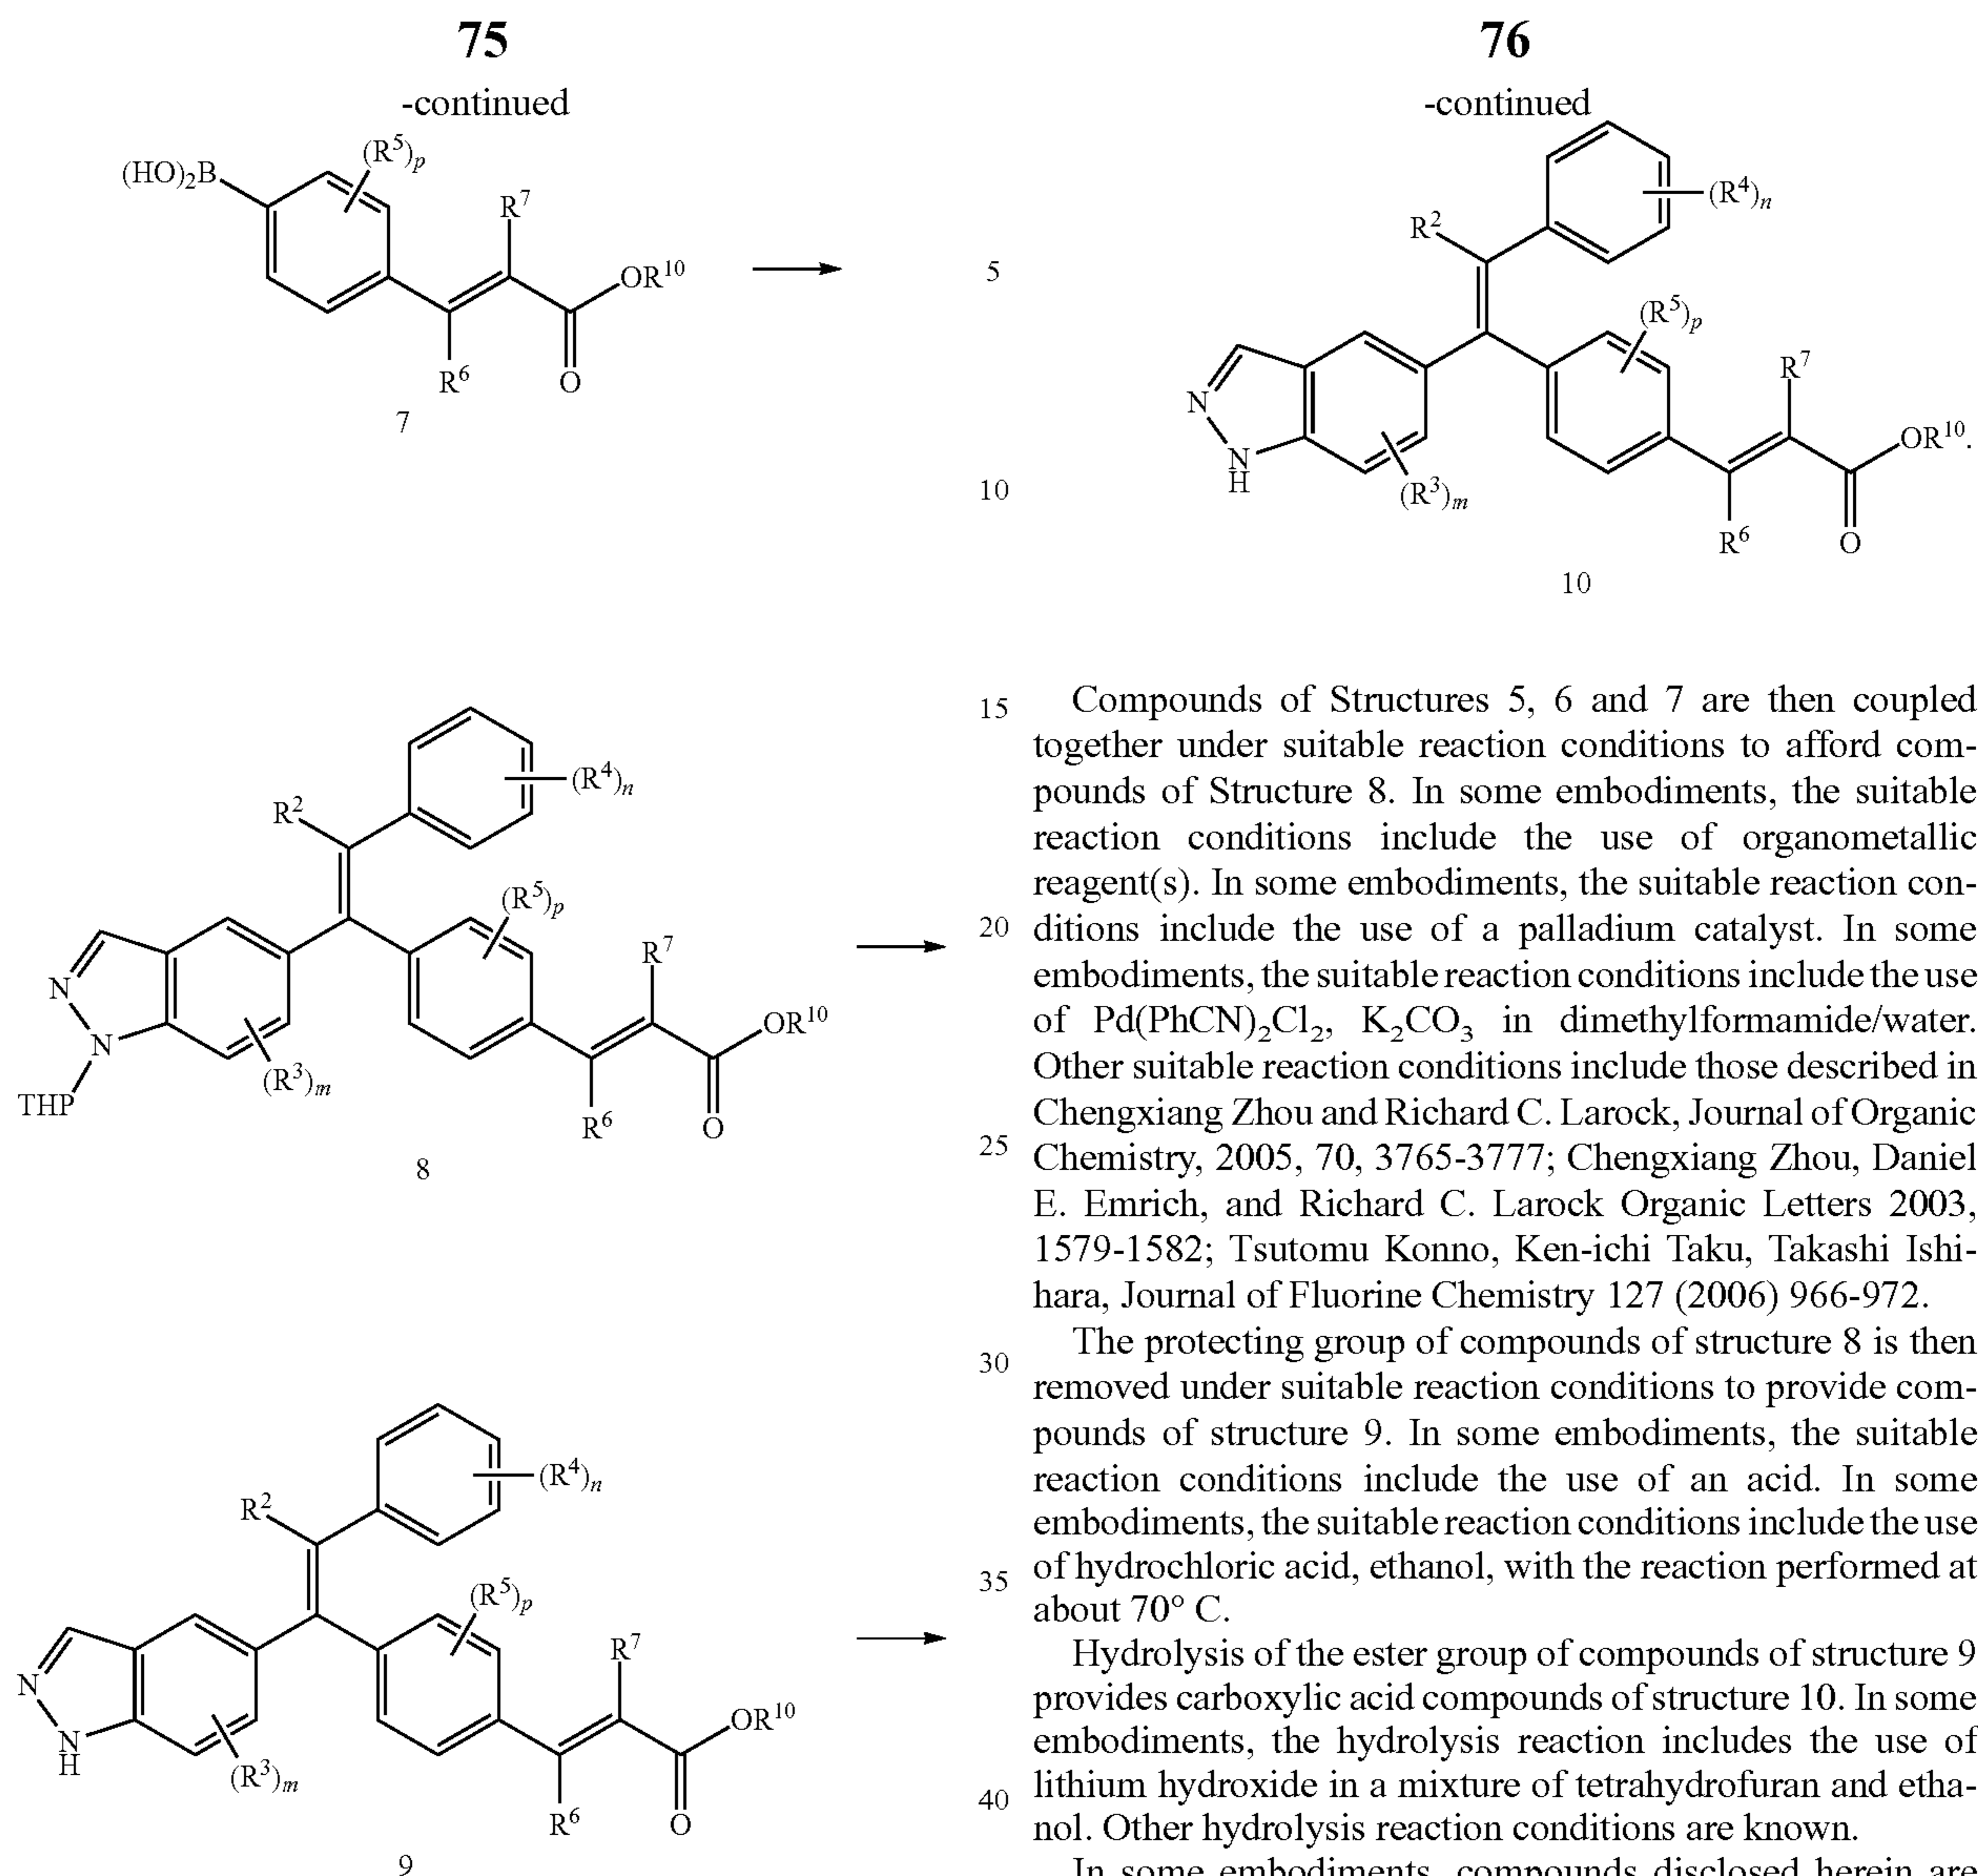 75
-continued
(HO)2B
(R5)p
R7
OR10
R6
O
7
THP
N
N
R2
(R4)n
(R5)p
R7
OR10
(R3)m
R6
O
8
R2
(R4)n
(R5)p
R7
OR10
N
N
H
(R3)m
R6
O
9
5
10
15
20
25
30
35
40
76
-continued
R2
(R4)n
(R5)p
R7
OR10.
N
N
H
(R3)m
R6
O
10
Compounds of Structures 5, 6 and 7 are then coupled
together under suitable reaction conditions to afford com-
pounds of Structure 8. In some embodiments, the suitable
reaction conditions include the use of organometallic
reagent(s). In some embodiments, the suitable reaction con-
ditions include the use of a palladium catalyst. In some
embodiments, the suitable reaction conditions include the use
of Pd(PhCN)2Cl2, K2CO3 in dimethylformamide/water.
Other suitable reaction conditions include those described in
Chengxiang Zhou and Richard C. Larock, Journal of Organic
Chemistry, 2005, 70, 3765-3777; Chengxiang Zhou, Daniel
E. Emrich, and Richard C. Larock Organic Letters 2003,
1579-1582; Tsutomu Konno, Ken-ichi Taku, Takashi Ishi-
hara, Journal of Fluorine Chemistry 127 (2006) 966-972.
The protecting group of compounds of structure 8 is then
removed under suitable reaction conditions to provide com-
pounds of structure 9. In some embodiments, the suitable
reaction conditions include the use of an acid. In some
embodiments, the suitable reaction conditions include the use
of hydrochloric acid, ethanol, with the reaction performed at
about 70° C.
Hydrolysis of the ester group of compounds of structure 9
provides carboxylic acid compounds of structure 10. In some
embodiments, the hydrolysis reaction includes the use of
lithium hydroxide in a mixture of tetrahydrofuran and etha-
nol. Other hydrolysis reaction conditions are known.
In some embodiments, compounds disclosed herein are